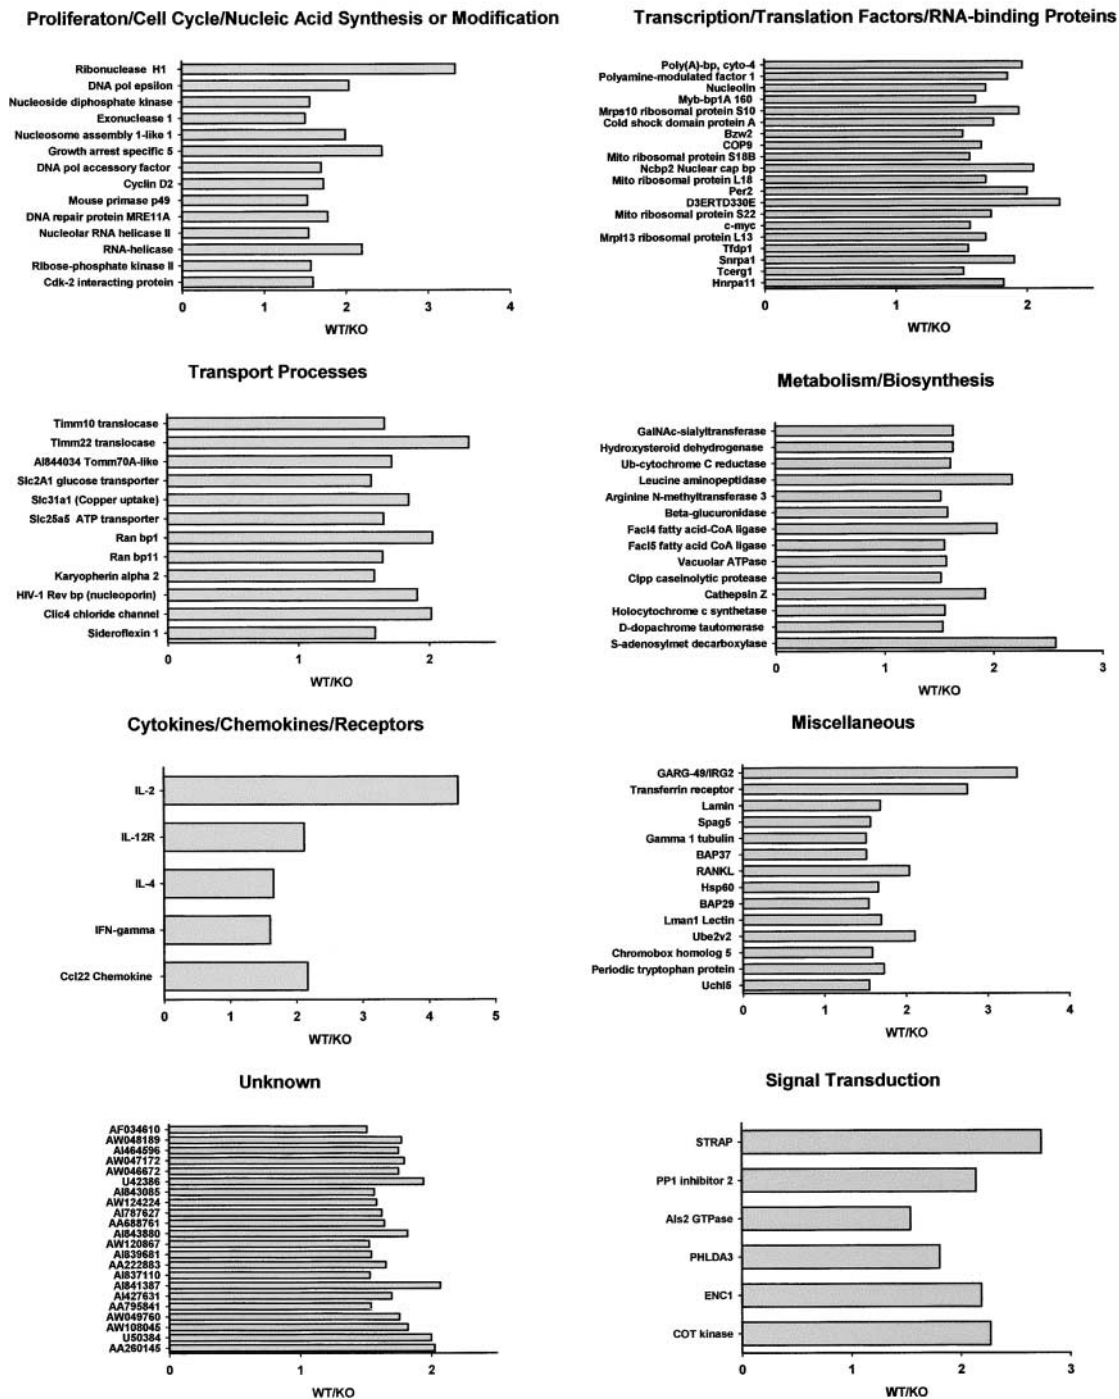 Proliferaton/Cell Cycle/Nucleic Acid Synthesis or Modification
Ribonuclease H1
DNA pol epsilon
Nucleoside diphosphate kinase
Exonuclease 1
Nucleosome assembly 1-like 1
Growth arrest specific 5
DNA pol accessory factor
Cyclin D2
Mouse primase p49
DNA repair protein MRE11A
Nucleolar RNA helicase II
RNA-helicase
Ribose-phosphate kinase II
Cdk-2 interacting protein
0 1 2 3 4
WT/KO
Transcription/Translation Factors/RNA-binding Proteins
Poly(A)-bp, cyto-4
Polyamine-modulated factor 1
Nucleolin
Myb-bp1A 160
Mrps10 ribosomal protein S10
Cold shock domain protein A
Bzw2
COP9
Mito ribosomal protein S18B
Ncbp2 Nuclear cap bp
Mito ribosomal protein L18
Per2
D3ERTD330E
Mito ribosomal protein S22
c-myc
Mrpl13 ribosomal protein L13
Tfdp1
Snrpa1
Tcerg1
Hnrpa11
0 1 2
WT/KO
Transport Processes
Timm10 translocase
Timm22 translocase
AI844034 Tomm70A-like
Slc2A1 glucose transporter
Slc31a1 (Copper uptake)
Slc25a5 ATP transporter
Ran bp1
Ran bp11
Karyopherin alpha 2
HIV-1 Rev bp (nucleoporin)
Clic4 chloride channel
Sideroflexin 1
0 1 2
WT/KO
Metabolism/Biosynthesis
GalNAc-sialyltransferase
Hydroxysteroid dehydrogenase
Ub-cytochrome C reductase
Leucine aminopeptidase
Arginine N-methyltransferase 3
Beta-glucuronidase
Facl4 fatty acid-CoA ligase
Facl5 fatty acid CoA ligase
Vacuolar ATPase
Clpp caseinolytic protease
Cathepsin Z
Holocytochrome c synthetase
D-dopachrome tautomerase
S-adenosylmet decarboxylase
0 1 2 3
WT/KO
Cytokines/Chemokines/Receptors
IL-2
IL-12R
IL-4
IFN-gamma
Ccl22 Chemokine
0 1 2 3 4 5
WT/KO
Miscellaneous
GARG-49/IRG2
Transferrin receptor
Lamin
Spag5
Gamma 1 tubulin
BAP37
RANKL
Hsp60
BAP29
Lman1 Lectin
Ube2v2
Chromobox homolog 5
Periodic tryptophan protein
Uchl5
0 1 2 3 4
WT/KO
Unknown
AF034610
AW048189
AI464596
AW047172
AW046672
U42386
AI843085
AW124224
AI787627
AA688761
AI843880
AW120867
AI839681
AA222883
AI837110
AI841387
AI427631
AA795841
AW049760
AW108045
U50384
AA260145
0 1 2
WT/KO
Signal Transduction
STRAP
PP1 inhibitor 2
Als2 GTPase
PHLDA3
ENC1
COT kinase
0 1 2 3
WT/KO